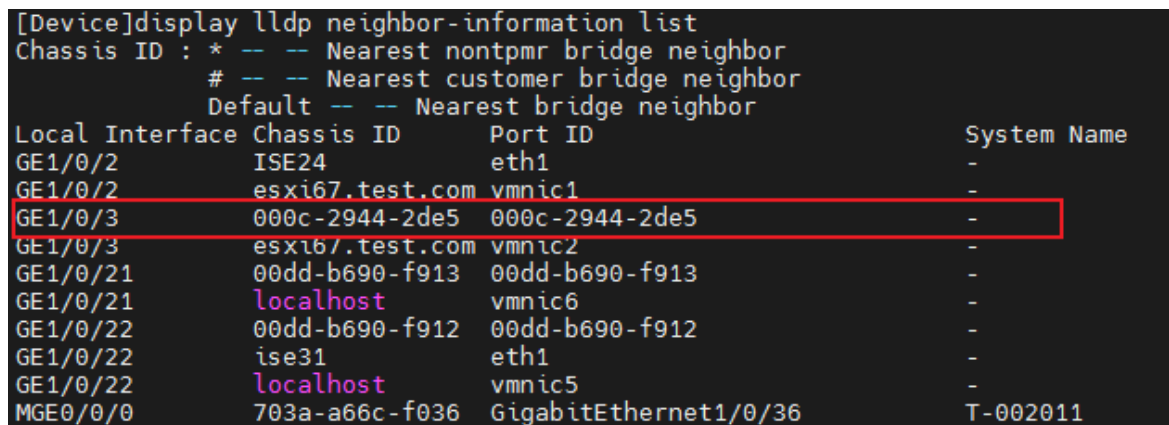 [Device]display lldp neighbor-information list
Chassis ID : * -- -- Nearest nontpmr bridge neighbor
# -- -- Nearest customer bridge neighbor
Default -- -- Nearest bridge neighbor
Local Interface Chassis ID Port ID System Name
GE1/0/2 ISE24 eth1 -
GE1/0/2 esxi67.test.com vmnic1 -
GE1/0/3 000c-2944-2de5 000c-2944-2de5 -
GE1/0/3 esxi67.test.com vmnic2 -
GE1/0/21 00dd-b690-f913 00dd-b690-f913 -
GE1/0/21 localhost vmnic6 -
GE1/0/22 00dd-b690-f912 00dd-b690-f912 -
GE1/0/22 ise31 eth1 -
GE1/0/22 localhost vmnic5 -
MGE0/0/0 703a-a66c-f036 GigabitEthernet1/0/36 T-002011